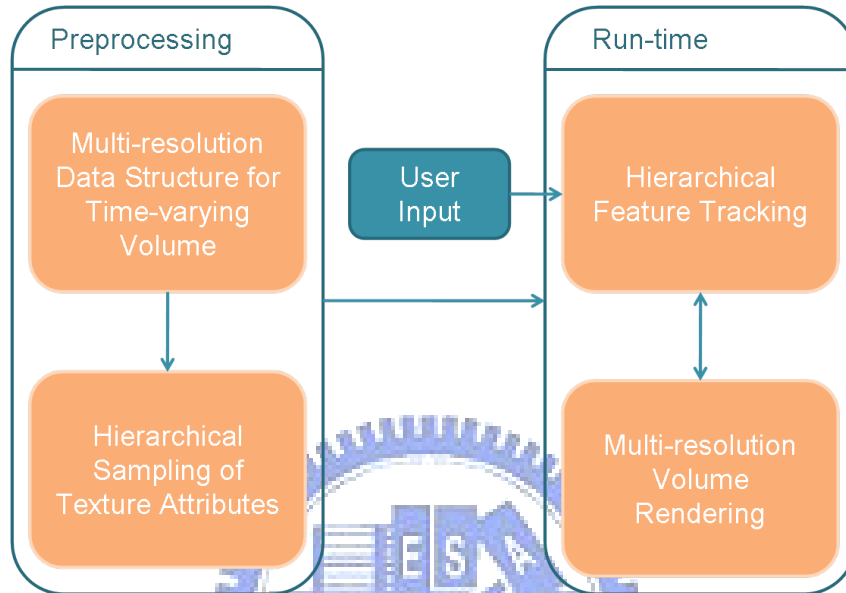 Preprocessing
Multi-resolution
Data Structure for
Time-varying
Volume
Hierarchical
Sampling of
Texture Attributes
User
Input
Run-time
Hierarchical
Feature Tracking
Multi-resolution
Volume
Rendering
E S A